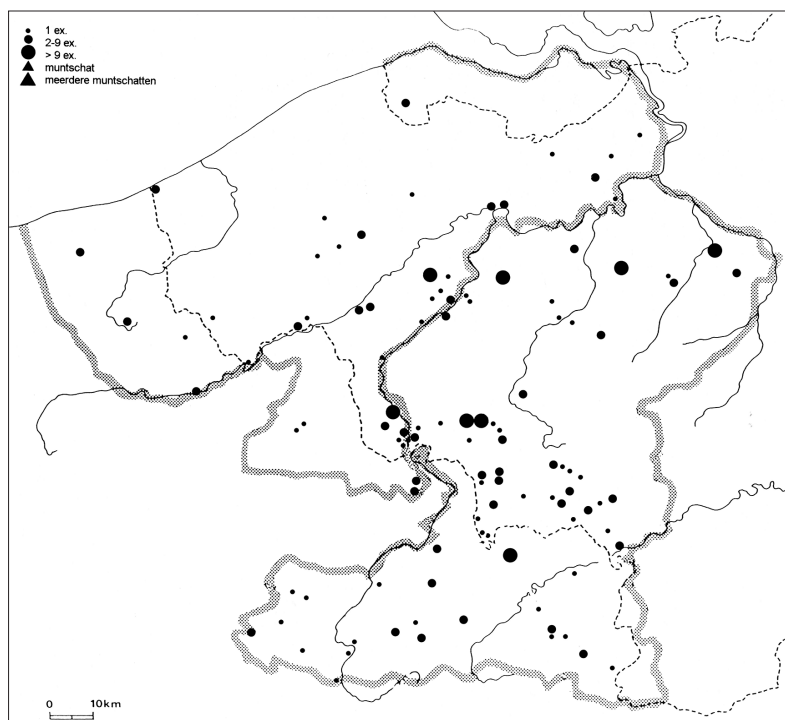 1 ex.
2-9 ex.
> 9 ex.
muntschat
meerdere muntschatten
0 10km